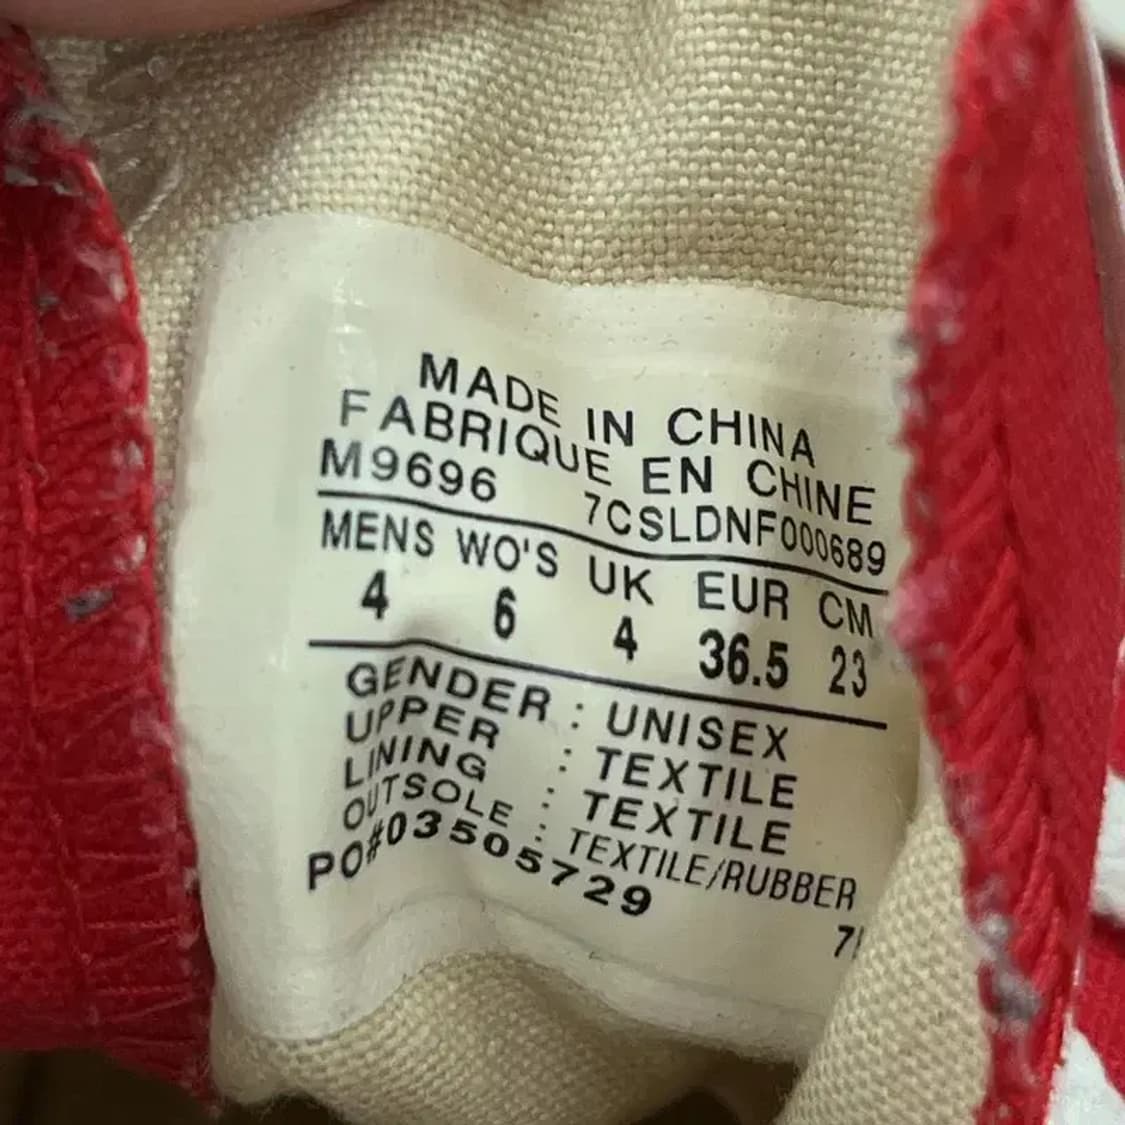 MADE IN CHINA
FABRIQUE EN CHINE
M9696 7CSLDNF000689
MENS WO'S UK EUR CM
4 6 4 36.5 23
GENDER : UNISEX
UPPER : TEXTILE
LINING : TEXTILE
OUTSOLE : TEXTILE/RUBBER
PO#03505729